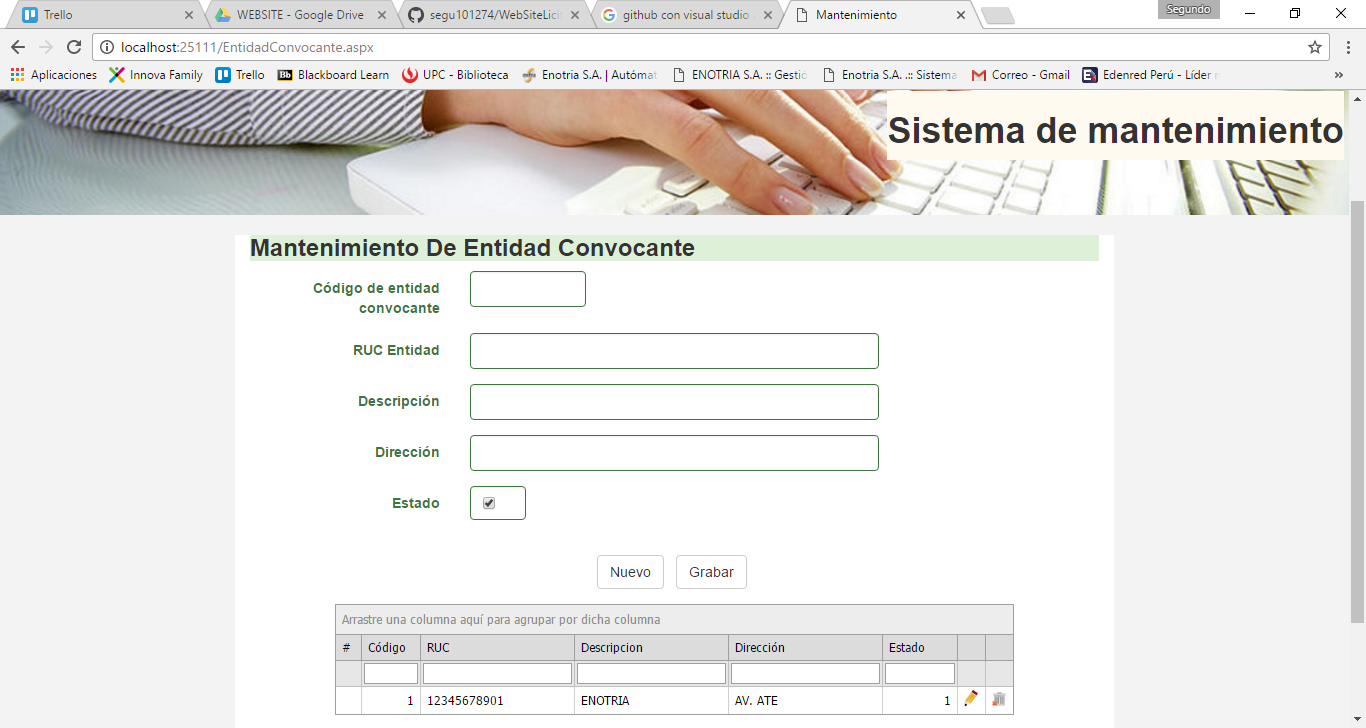 Trello
WEBSITE - Google Drive
segu101274/WebSiteLici
github con visual studio
Mantenimiento
Segundo
localhost:25111/EntidadConvocante.aspx
Aplicaciones
Innova Family
Trello
Bb Blackboard Learn
UPC - Biblioteca
Enotria S.A. | Autómat
ENOTRIA S.A. :: Gestió
Enotria S.A. .:: Sistema
Correo - Gmail
Edenred Perú - Líder
»
Sistema de mantenimiento
Mantenimiento De Entidad Convocante
Código de entidad
convocante
RUC Entidad
Descripción
Dirección
Estado
Nuevo Grabar
Arrastre una columna aquí para agrupar por dicha columna
# Código RUC Descripcion Dirección Estado
1 12345678901 ENOTRIA AV. ATE 1